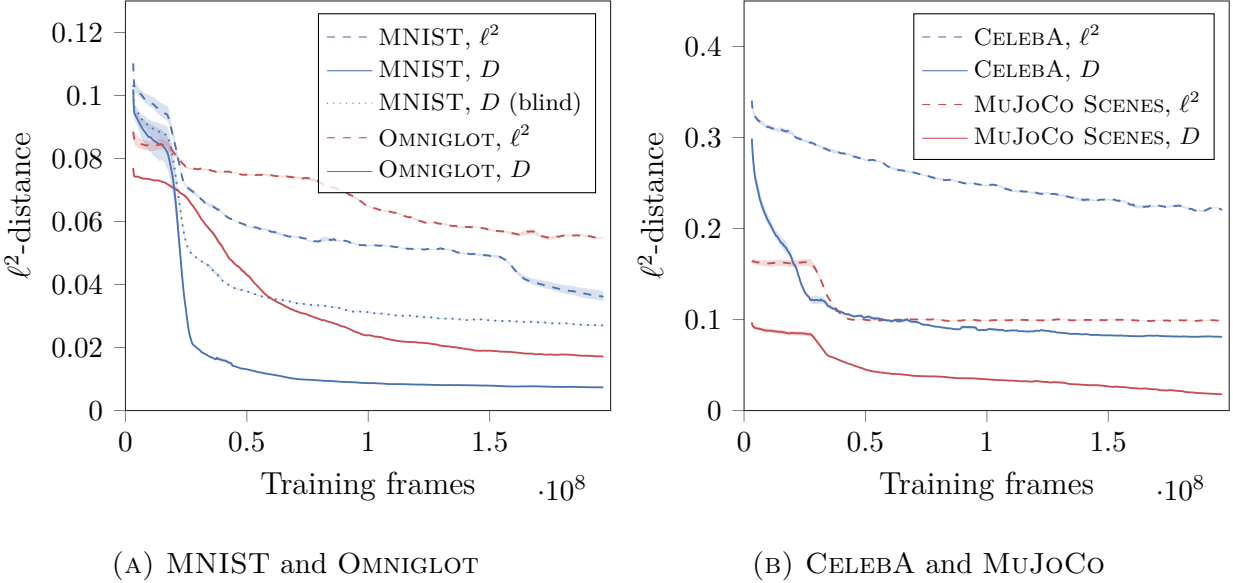 0.12
0.1
0.08
0.06
0.04
0.02
0
ℓ²-distance
MNIST, ℓ²
MNIST, D
MNIST, D (blind)
OMNIGLOT, ℓ²
OMNIGLOT, D
0 0.5 1 1.5
Training frames ·10⁸
(A) MNIST and OMNIGLOT
0.4
0.3
0.2
0.1
0
ℓ²-distance
CELEBA, ℓ²
CELEBA, D
MUJOCO SCENES, ℓ²
MUJOCO SCENES, D
0 0.5 1 1.5
Training frames ·10⁸
(B) CELEBA and MUJOCO